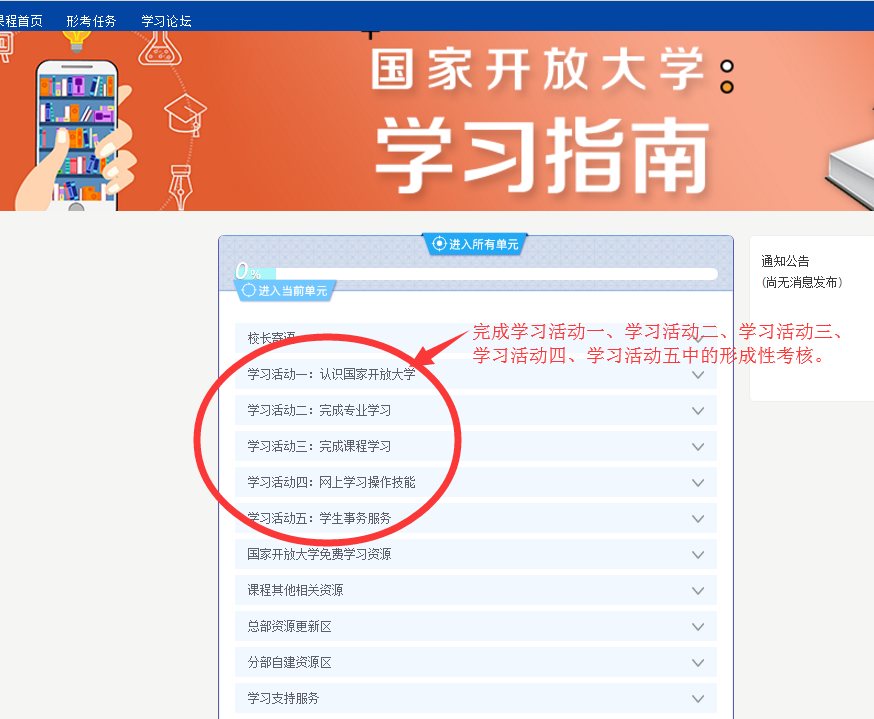 课程首页 形考任务 学习论坛
国家开放大学：
学习指南
进入所有单元
0%
进入当前单元
通知公告
(尚无消息发布)
校长寄语
完成学习活动一、学习活动二、学习活动三、
学习活动四、学习活动五中的形成性考核。
学习活动一：认识国家开放大学
学习活动二：完成专业学习
学习活动三：完成课程学习
学习活动四：网上学习操作技能
学习活动五：学生事务服务
国家开放大学免费学习资源
课程其他相关资源
总部资源更新区
分部自建资源区
学习支持服务